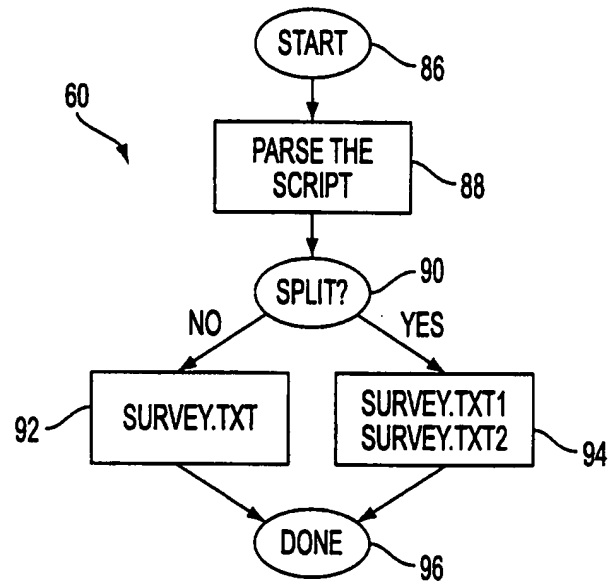 START
86
60
PARSE THE
SCRIPT
88
90
SPLIT?
NO
YES
SURVEY.TXT
92
SURVEY.TXT1
SURVEY.TXT2
94
DONE
96